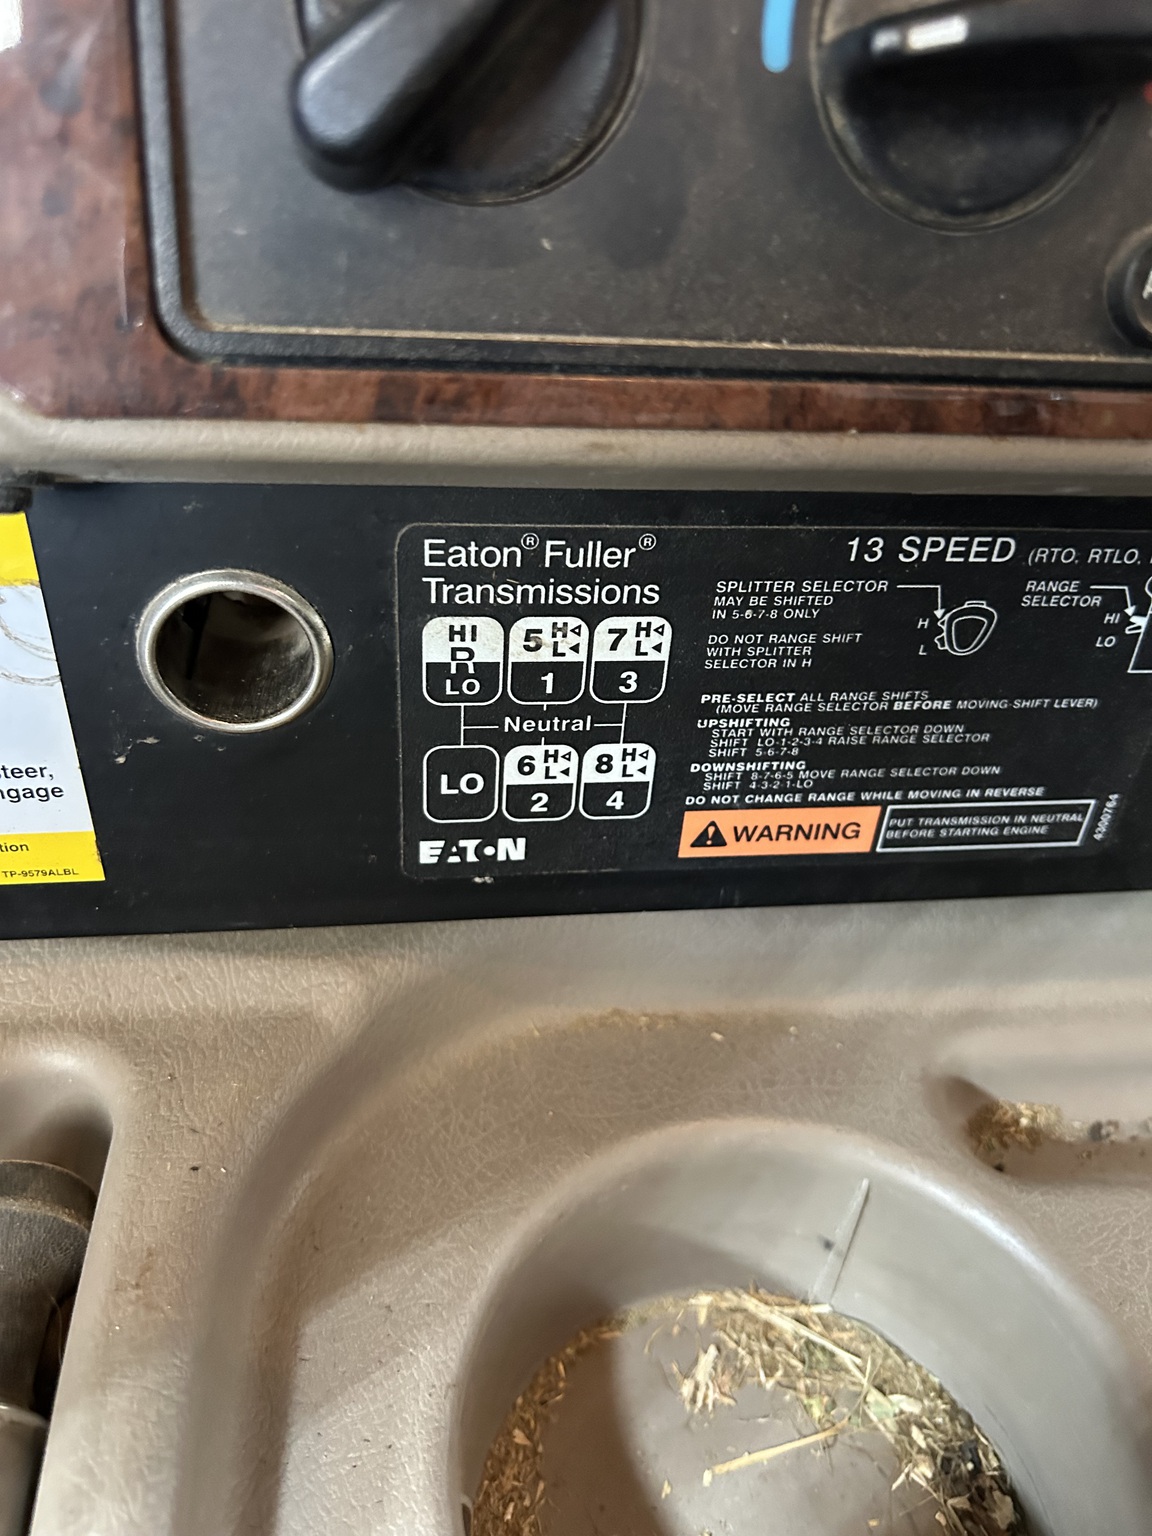 teer,
ngage
tion
TP-9579ALBL
Eaton® Fuller®
Transmissions
HI
R
LO
5 H◁
L◀
1
7 H◁
L◀
3
Neutral
LO
6 H◁
L◀
2
8 H◁
L◀
4
EATON
13 SPEED (RTO, RTLO,
SPLITTER SELECTOR
MAY BE SHIFTED
IN 5-6-7-8 ONLY
H
L
DO NOT RANGE SHIFT
WITH SPLITTER
SELECTOR IN H
RANGE
SELECTOR
HI
LO
PRE-SELECT ALL RANGE SHIFTS
(MOVE RANGE SELECTOR BEFORE MOVING SHIFT LEVER)
UPSHIFTING
START WITH RANGE SELECTOR DOWN
SHIFT LO-1-2-3-4 RAISE RANGE SELECTOR
SHIFT 5-6-7-8
DOWNSHIFTING
SHIFT 8-7-6-5 MOVE RANGE SELECTOR DOWN
SHIFT 4-3-2-1-LO
DO NOT CHANGE RANGE WHILE MOVING IN REVERSE
WARNING
PUT TRANSMISSION IN NEUTRAL
BEFORE STARTING ENGINE
4300764